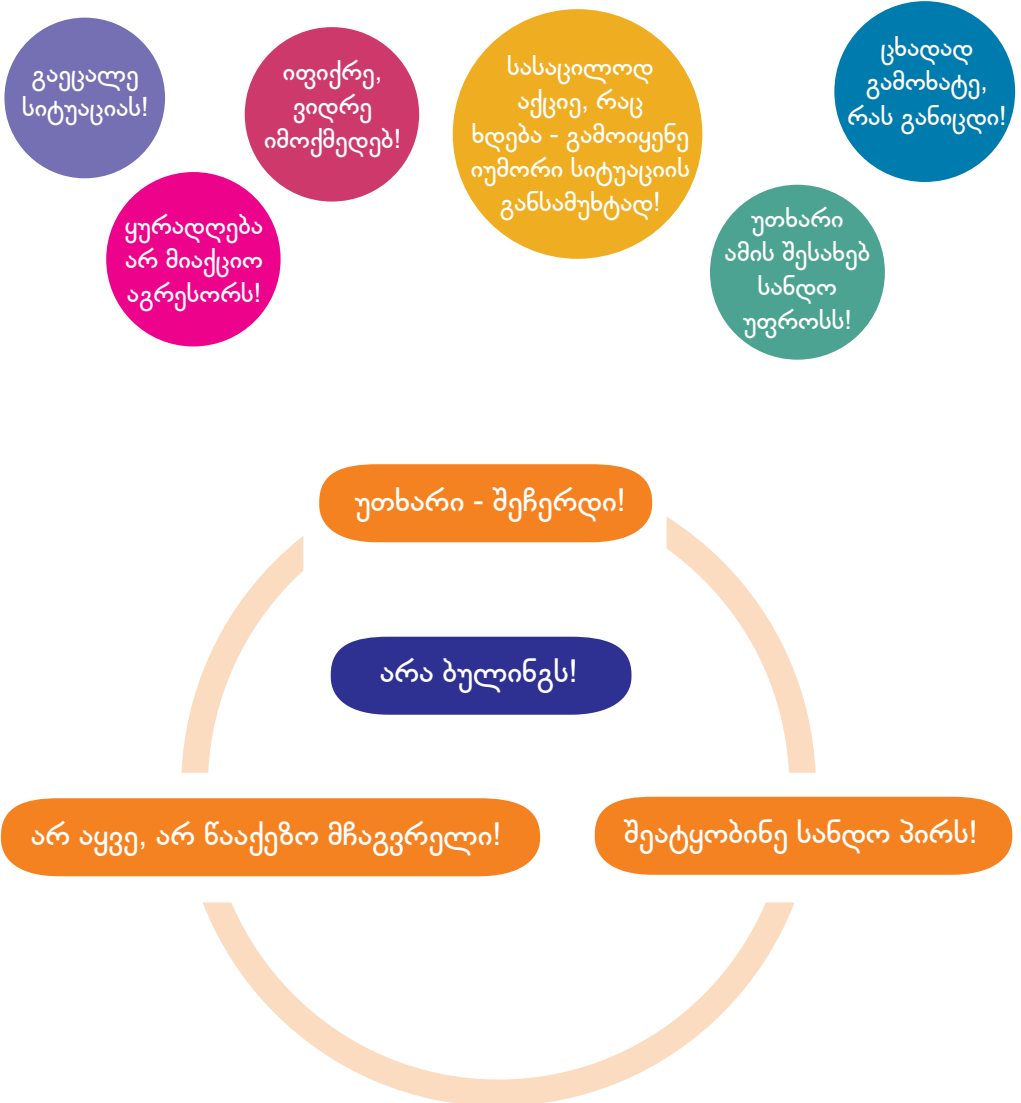 გაეცალე
სიტუაციას!
იფიქრე,
ვიდრე
იმოქმედებ!
სასაცილოდ
აქციე, რაც
ხდება - გამოიყენე
იუმორი სიტუაციის
განსამუხტად!
ცხადად
გამოხატე,
რას განიცდი!
ყურადღება
არ მიაქციო
აგრესორს!
უთხარი
ამის შესახებ
სანდო
უფროსს!
უთხარი - შეჩერდი!
არა ბულინგს!
არ აყვე, არ წააქეზო მჩაგვრელი!
შეატყობინე სანდო პირს!